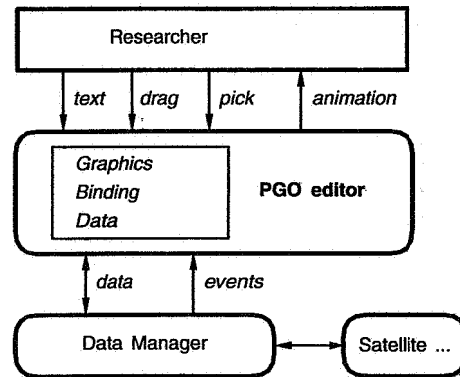 Researcher
text drag pick animation
Graphics
Binding
Data
PGO editor
data events
Data Manager
Satellite ...